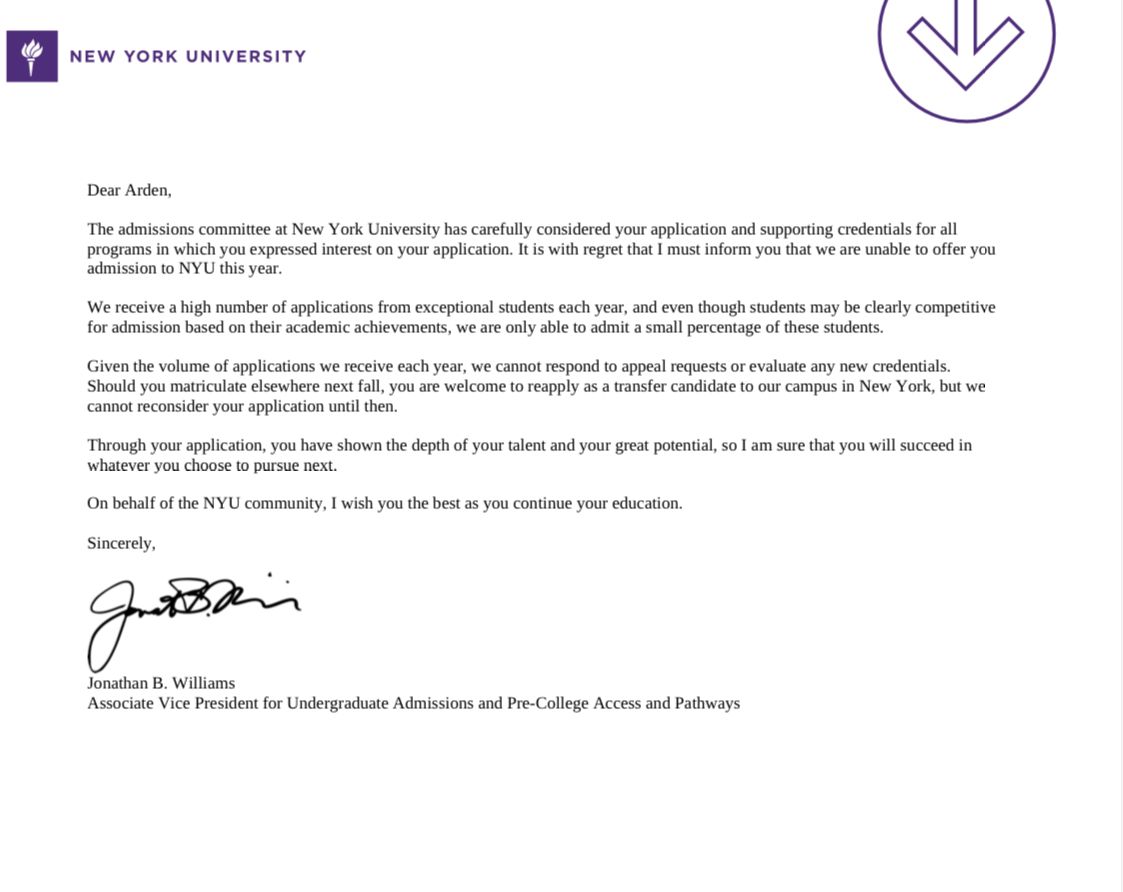 NEW YORK UNIVERSITY
Dear Arden,
The admissions committee at New York University has carefully considered your application and supporting credentials for all
programs in which you expressed interest on your application. It is with regret that I must inform you that we are unable to offer you
admission to NYU this year.
We receive a high number of applications from exceptional students each year, and even though students may be clearly competitive
for admission based on their academic achievements, we are only able to admit a small percentage of these students.
Given the volume of applications we receive each year, we cannot respond to appeal requests or evaluate any new credentials.
Should you matriculate elsewhere next fall, you are welcome to reapply as a transfer candidate to our campus in New York, but we
cannot reconsider your application until then.
Through your application, you have shown the depth of your talent and your great potential, so I am sure that you will succeed in
whatever you choose to pursue next.
On behalf of the NYU community, I wish you the best as you continue your education.
Sincerely,
Jonathan B. Williams
Associate Vice President for Undergraduate Admissions and Pre-College Access and Pathways